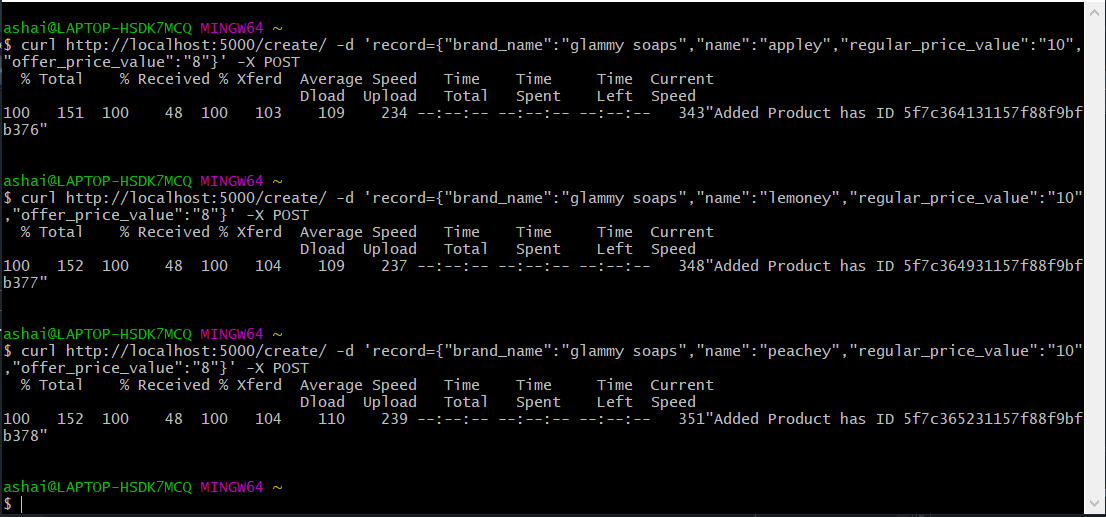 ashai@LAPTOP-HSDK7MCQ MINGW64 ~
$ curl http://localhost:5000/create/ -d 'record={"brand_name":"glammy soaps","name":"appley","regular_price_value":"10",
"offer_price_value":"8"}' -X POST
  % Total    % Received % Xferd  Average Speed   Time    Time     Time  Current
                                 Dload  Upload   Total   Spent    Left  Speed
100   151  100    48  100   103    109    234 --:--:-- --:--:-- --:--:--   343"Added Product has ID 5f7c364131157f88f9bf
b376"
ashai@LAPTOP-HSDK7MCQ MINGW64 ~
$ curl http://localhost:5000/create/ -d 'record={"brand_name":"glammy soaps","name":"lemoney","regular_price_value":"10"
,"offer_price_value":"8"}' -X POST
  % Total    % Received % Xferd  Average Speed   Time    Time     Time  Current
                                 Dload  Upload   Total   Spent    Left  Speed
100   152  100    48  100   104    109    237 --:--:-- --:--:-- --:--:--   348"Added Product has ID 5f7c364931157f88f9bf
b377"
ashai@LAPTOP-HSDK7MCQ MINGW64 ~
$ curl http://localhost:5000/create/ -d 'record={"brand_name":"glammy soaps","name":"peachey","regular_price_value":"10"
,"offer_price_value":"8"}' -X POST
  % Total    % Received % Xferd  Average Speed   Time    Time     Time  Current
                                 Dload  Upload   Total   Spent    Left  Speed
100   152  100    48  100   104    110    239 --:--:-- --:--:-- --:--:--   351"Added Product has ID 5f7c365231157f88f9bf
b378"
ashai@LAPTOP-HSDK7MCQ MINGW64 ~
$